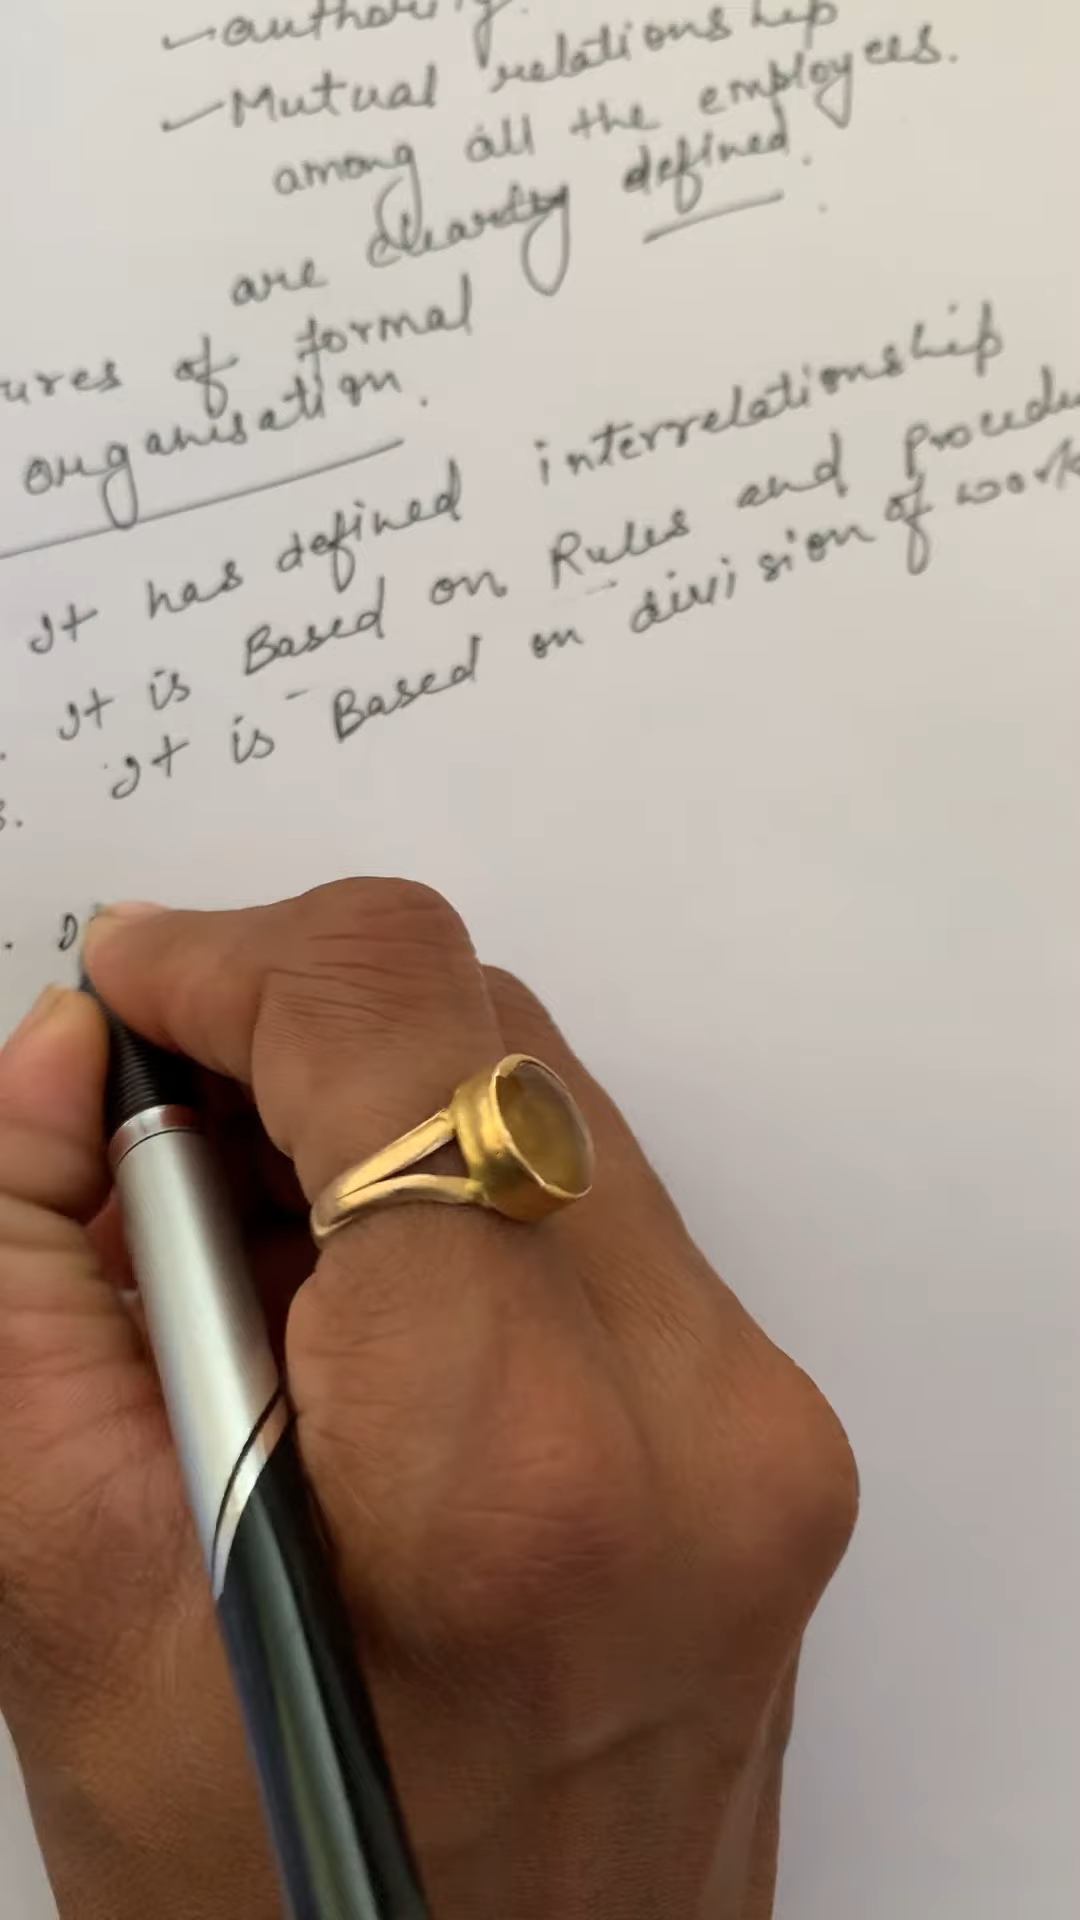 - authority.
- Mutual relationship
among all the employees.
are clearly defined.
ures of formal
organisation.
It has defined interrelationship
. It is Based on Rules and Procedu
3. It is Based on division of work
.